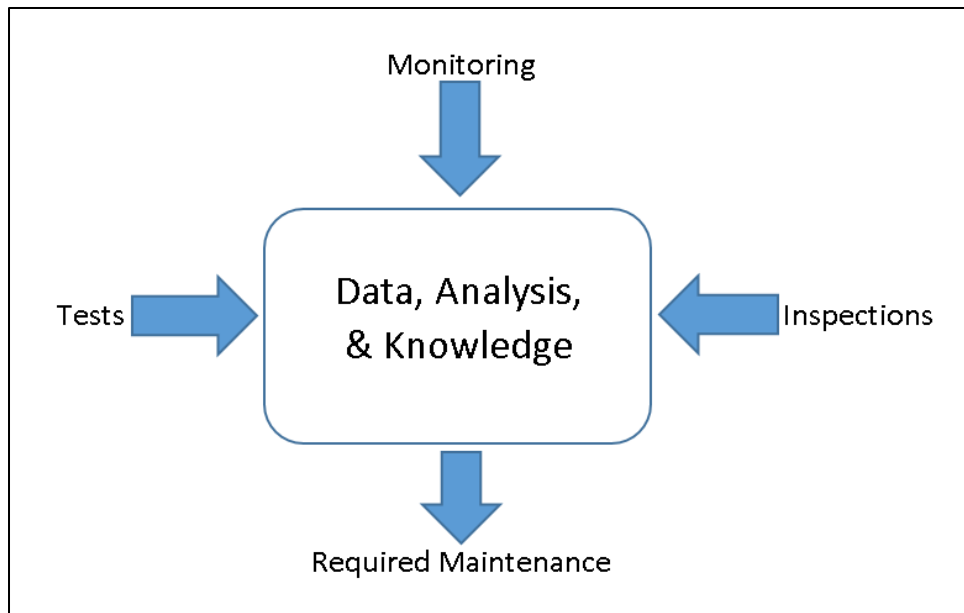 Monitoring
Tests
Data, Analysis,
& Knowledge
Inspections
Required Maintenance